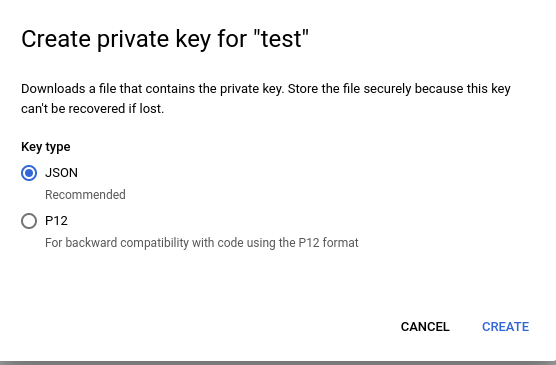 Create private key for "test"
Downloads a file that contains the private key. Store the file securely because this key
can't be recovered if lost.
Key type
JSON
Recommended
P12
For backward compatibility with code using the P12 format
CANCEL CREATE